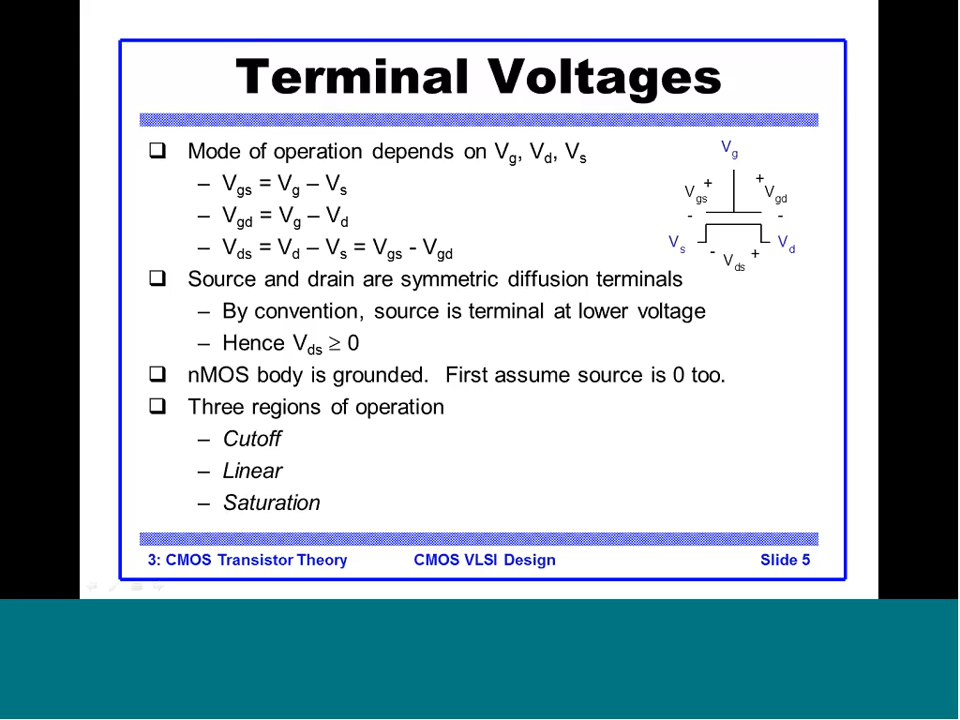 Terminal Voltages
❑ Mode of operation depends on Vg, Vd, Vs
– Vgs = Vg – Vs
– Vgd = Vg – Vd
– Vds = Vd – Vs = Vgs - Vgd
❑ Source and drain are symmetric diffusion terminals
– By convention, source is terminal at lower voltage
– Hence Vds ≥ 0
❑ nMOS body is grounded. First assume source is 0 too.
❑ Three regions of operation
– Cutoff
– Linear
– Saturation
Vg
+ +
Vgs Vgd
- -
Vs Vd
- Vds +
3: CMOS Transistor Theory CMOS VLSI Design Slide 5